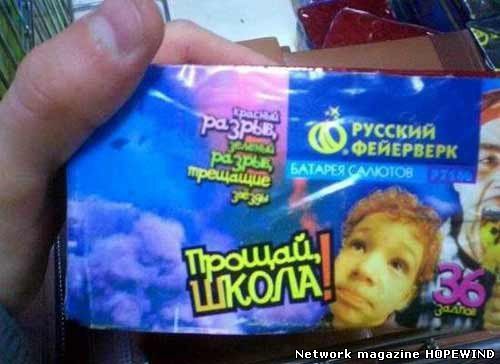 красный
разрыв,
зеленый
разрыв,
трещащие
звезды
РУССКИЙ
ФЕЙЕРВЕРК
БАТАРЕЯ САЛЮТОВ
Прощай,
ШКОЛА!
36
залпов
Network magazine HOPEWIND